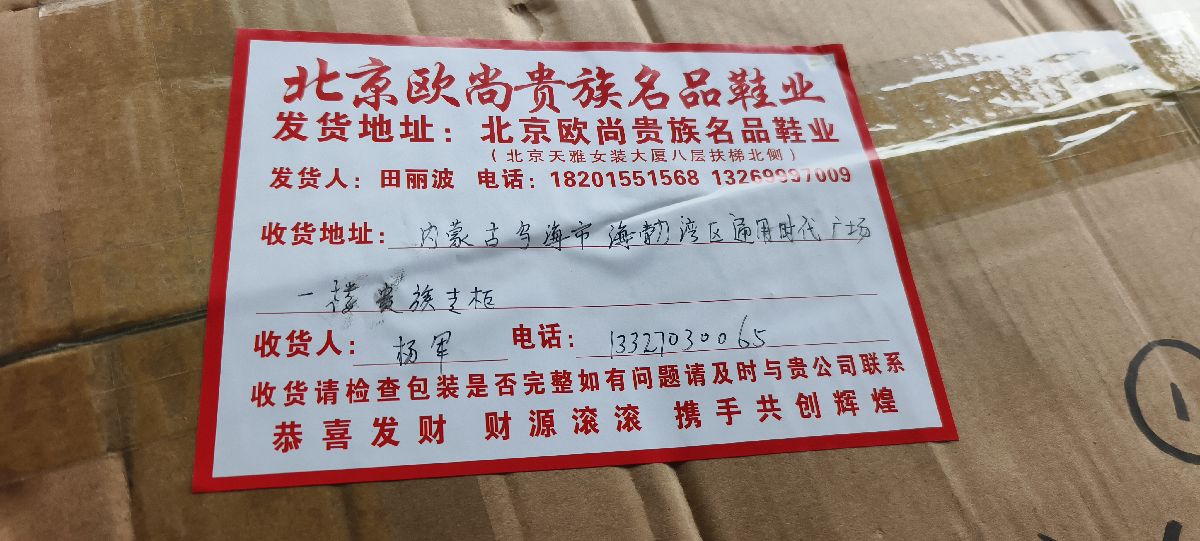 北京欧尚贵族名品鞋业
发货地址：北京欧尚贵族名品鞋业
（北京天雅女装大厦八层扶梯北侧）
发货人：田丽波 电话：18201551568 13269997009
收货地址：内蒙古乌海市海勃湾区通用时代广场
一楼贵族专柜
收货人：杨军 电话：13327030065
收货请检查包装是否完整如有问题请及时与贵公司联系
恭喜发财 财源滚滚 携手共创辉煌